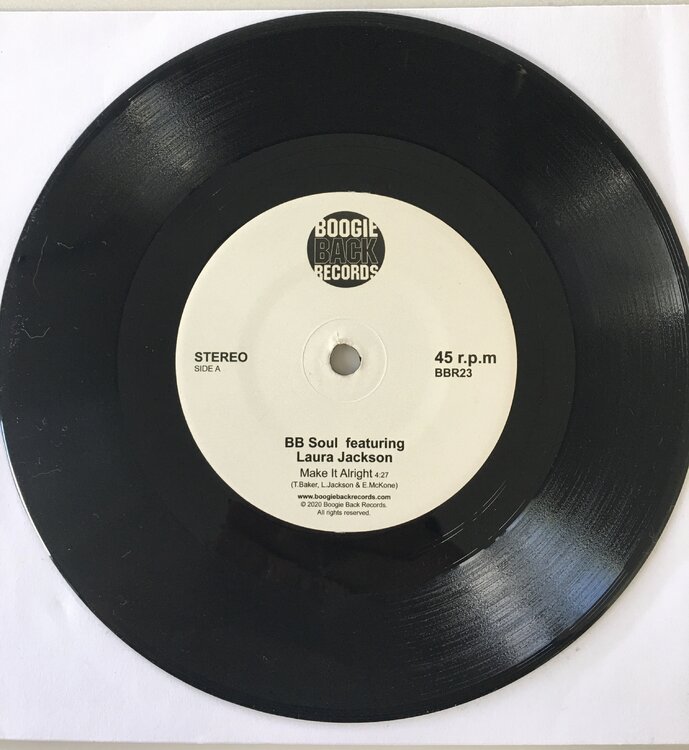 BOOGIE
BACK
RECORDS
STEREO
SIDE A
45 r.p.m
BBR23
BB Soul featuring
Laura Jackson
Make It Alright 4:27
(T.Baker, L.Jackson & E.McKone)
www.boogiebackrecords.com
© 2020 Boogie Back Records.
All rights reserved.